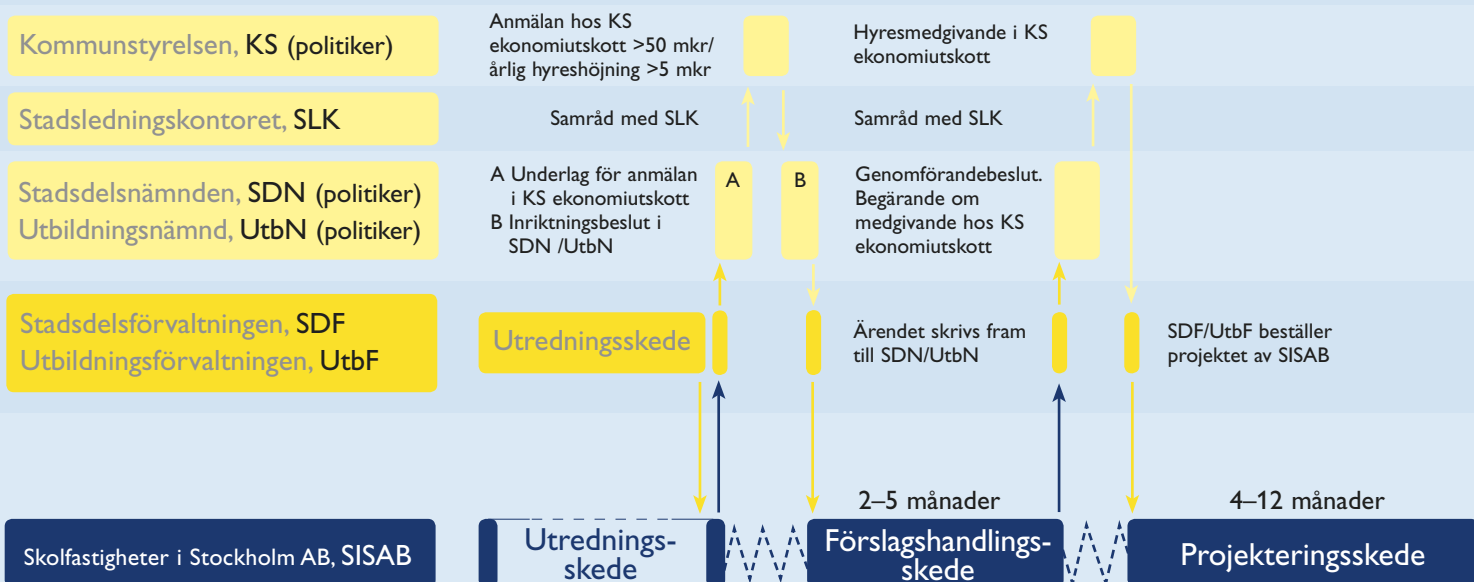 Kommunstyrelsen, KS (politiker)
Anmälan hos KS
ekonomiutskott >50 mkr/
årlig hyreshöjning >5 mkr
Hyresmedgivande i KS
ekonomiutskott
Stadsledningskontoret, SLK
Samråd med SLK
Samråd med SLK
Stadsdelsnämnden, SDN (politiker)
Utbildningsnämnd, UtbN (politiker)
A Underlag för anmälan
i KS ekonomiutskott
B Inriktningsbeslut i
SDN /UtbN
A
B
Genomförandebeslut.
Begärande om
medgivande hos KS
ekonomiutskott
Stadsdelsförvaltningen, SDF
Utbildningsförvaltningen, UtbF
Utredningsskede
Ärendet skrivs fram
till SDN/UtbN
SDF/UtbF beställer
projektet av SISAB
2–5 månader
4–12 månader
Skolfastigheter i Stockholm AB, SISAB
Utrednings-
skede
Förslagshandlings-
skede
Projekteringsskede